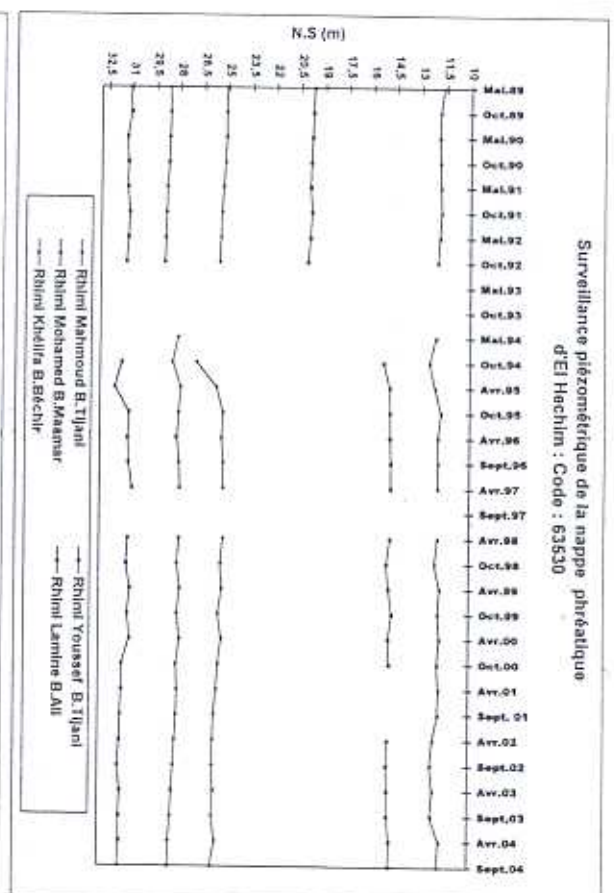 Surveillance piézométrique de la nappe phréatique
d'El Hachim : Code : 63530
Mai.89
Oct.89
Mai.90
Oct.90
Mai.91
Oct.91
Mai.92
Oct.92
Mai.93
Oct.93
Mai.94
Oct.94
Avr.95
Oct.95
Avr.96
Sept.96
Avr.97
Sept.97
Avr.98
Oct.98
Avr.99
Oct.99
Avr.00
Oct.00
Avr.01
Sept. 01
Avr.02
Sept.02
Avr.03
Sept.03
Avr.04
Sept.04
10
11,5
13
14,5
16
17,5
19
20,5
22
23,5
25
26,5
28
29,5
31
32,5
N.S (m)
Rhimi Mahmoud B.Tijani
Rhimi Youssef B.Tijani
Rhimi Mohamed B.Maamar
Rhimi Lamine B.Ali
Rhimi Khélifa B.Béchir